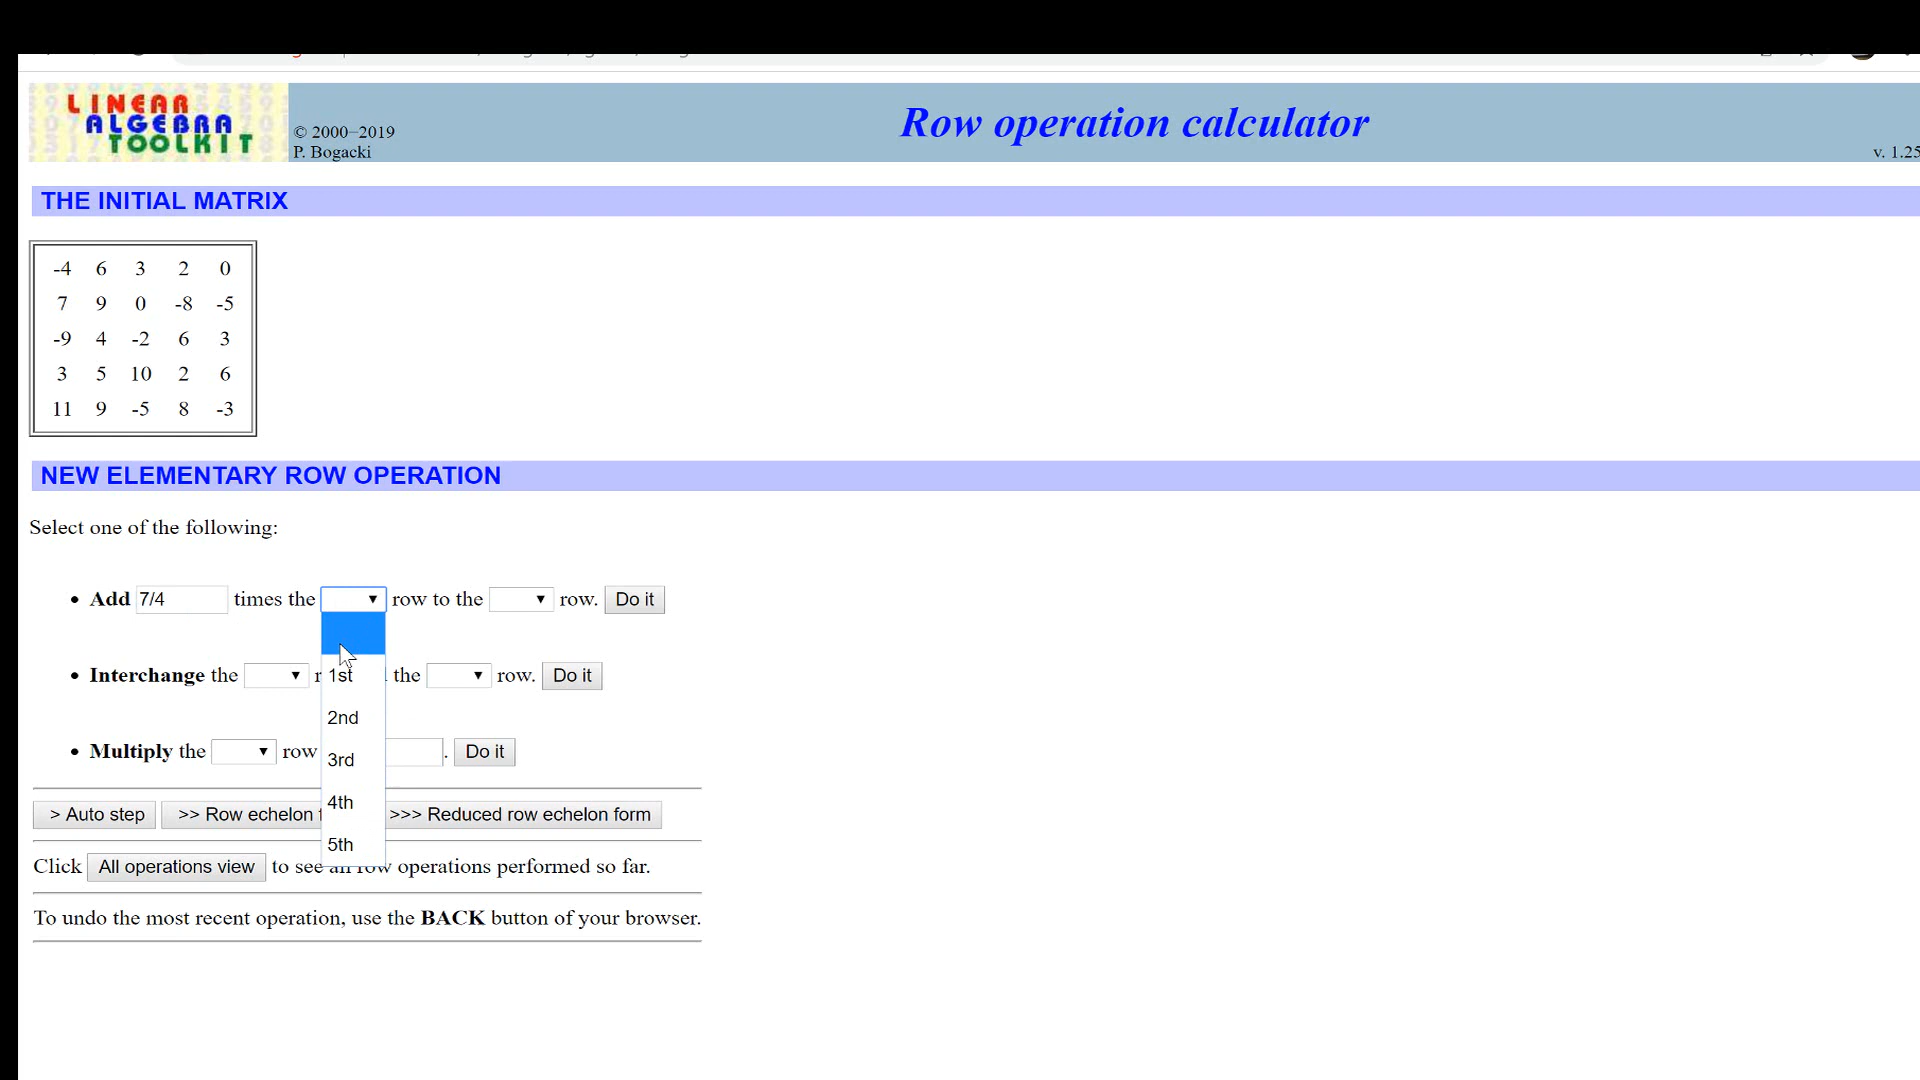 LINEAR
ALGEBRA
TOOLKIT
© 2000−2019
P. Bogacki
Row operation calculator
v. 1.25
THE INITIAL MATRIX
-4 6 3 2 0
7 9 0 -8 -5
-9 4 -2 6 3
3 5 10 2 6
11 9 -5 8 -3
NEW ELEMENTARY ROW OPERATION
Select one of the following:
• Add 7/4 times the row to the row. Do it
• Interchange the the row. Do it
1st
2nd
3rd
4th
5th
• Multiply the row . Do it
> Auto step >> Row echelon >>> Reduced row echelon form
Click All operations view to see all row operations performed so far.
To undo the most recent operation, use the BACK button of your browser.